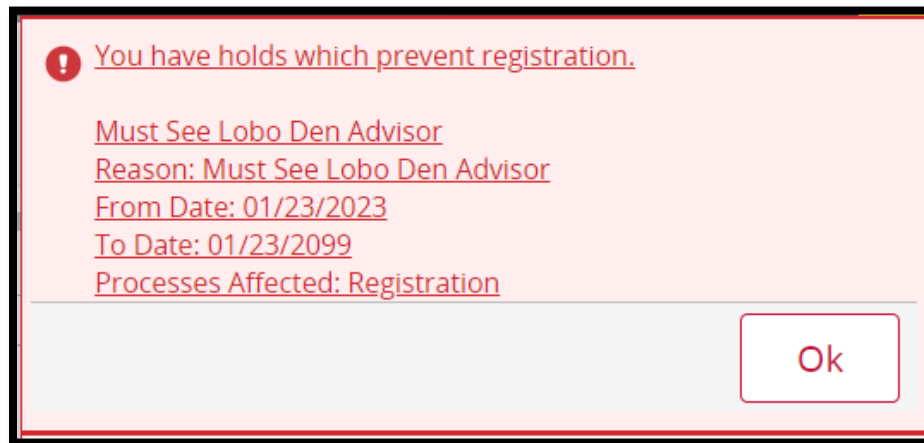 You have holds which prevent registration.
Must See Lobo Den Advisor
Reason: Must See Lobo Den Advisor
From Date: 01/23/2023
To Date: 01/23/2099
Processes Affected: Registration
Ok